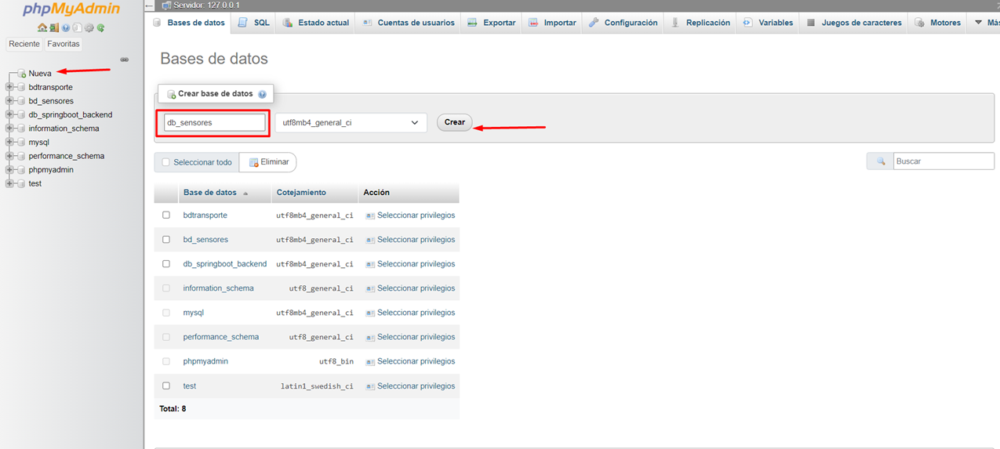 phpMyAdmin
Reciente Favoritas
Nueva
bdtransporte
bd_sensores
db_springboot_backend
information_schema
mysql
performance_schema
phpmyadmin
test
Servidor: 127.0.0.1
Bases de datos SQL Estado actual Cuentas de usuarios Exportar Importar Configuración Replicación Variables Juegos de caracteres Motores Más
Bases de datos
Crear base de datos
db_sensores utf8mb4_general_ci Crear
Seleccionar todo Eliminar Buscar
Base de datos Cotejamiento Acción
bdtransporte utf8mb4_general_ci Seleccionar privilegios
bd_sensores utf8mb4_general_ci Seleccionar privilegios
db_springboot_backend utf8mb4_general_ci Seleccionar privilegios
information_schema utf8_general_ci Seleccionar privilegios
mysql utf8mb4_general_ci Seleccionar privilegios
performance_schema utf8_general_ci Seleccionar privilegios
phpmyadmin utf8_bin Seleccionar privilegios
test latin1_swedish_ci Seleccionar privilegios
Total: 8